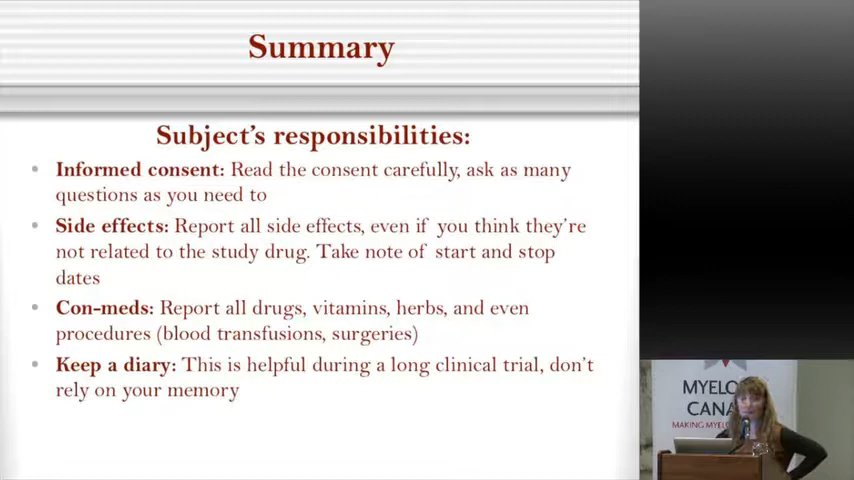 Summary
Subject's responsibilities:
• Informed consent: Read the consent carefully, ask as many
questions as you need to
• Side effects: Report all side effects, even if you think they're
not related to the study drug. Take note of start and stop
dates
• Con-meds: Report all drugs, vitamins, herbs, and even
procedures (blood transfusions, surgeries)
• Keep a diary: This is helpful during a long clinical trial, don't
rely on your memory
MYELO
CANA
MAKING MYEL